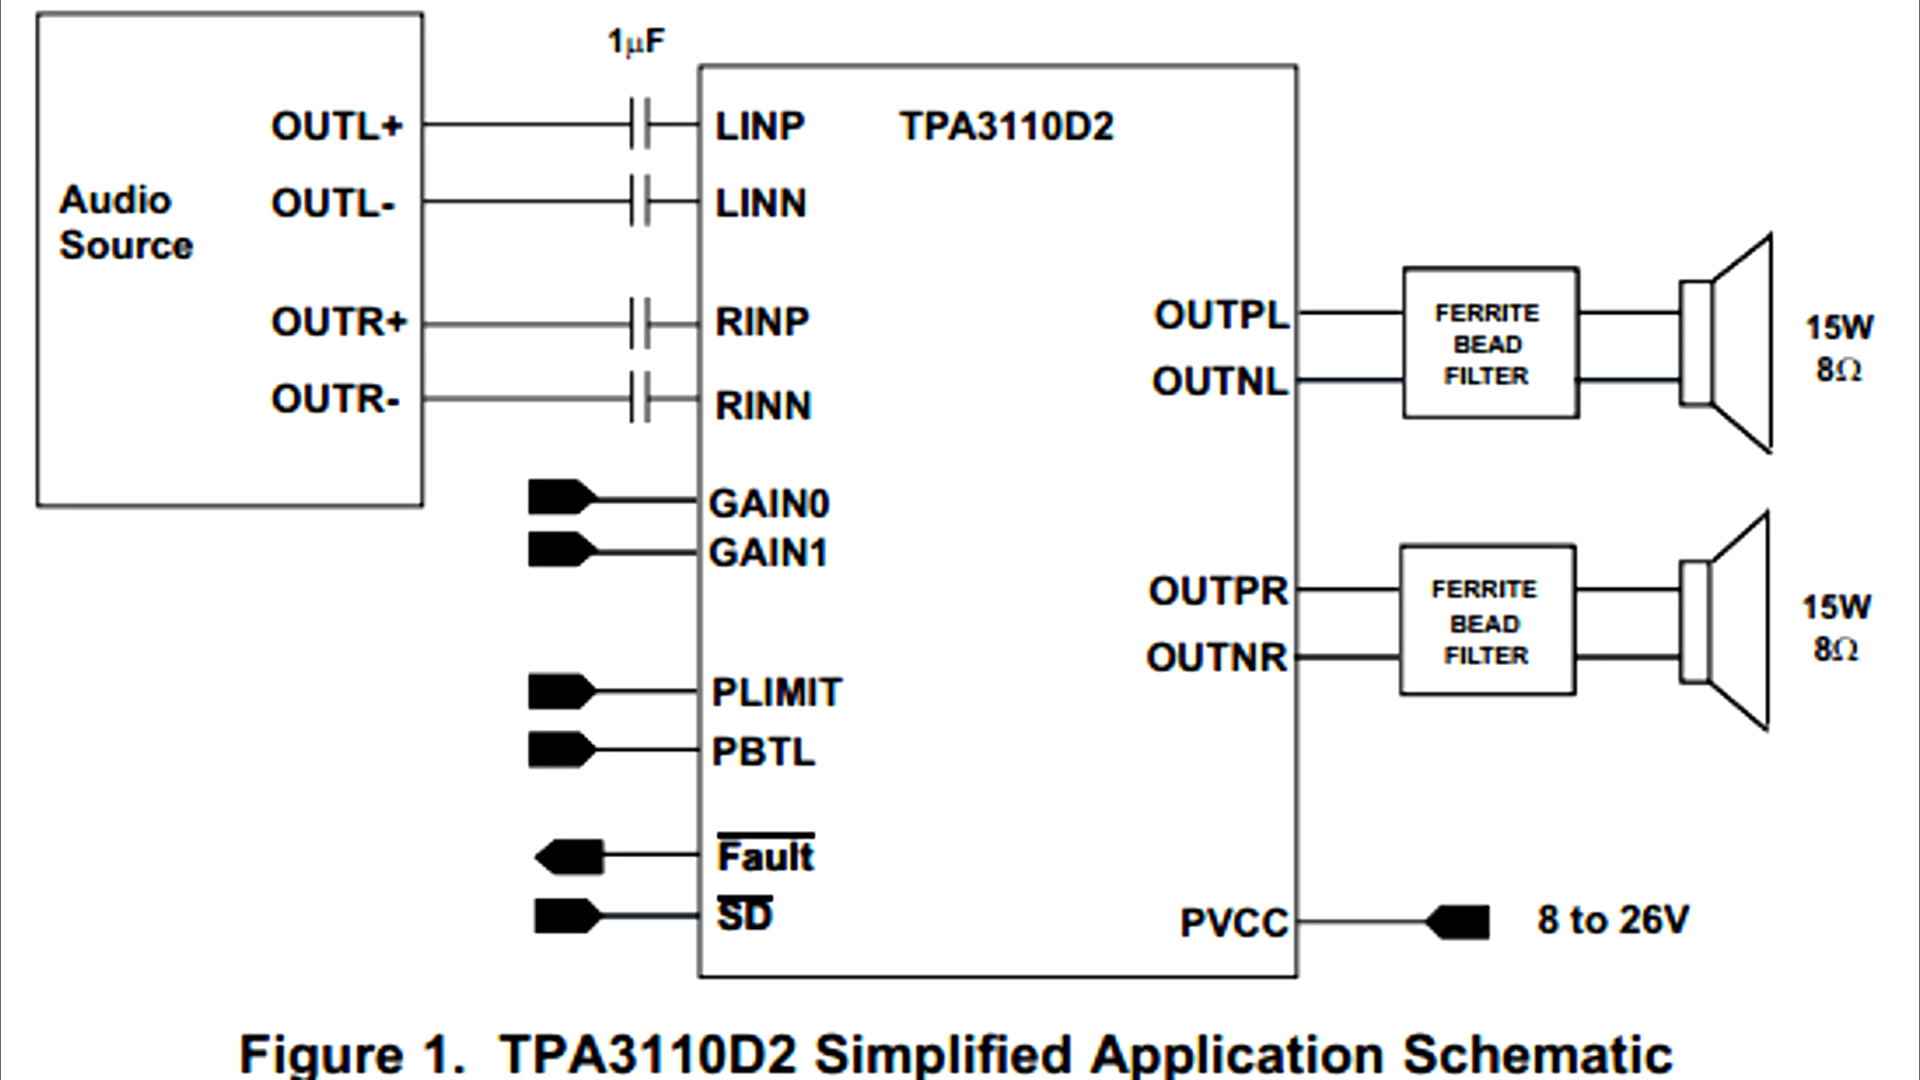 1μF
OUTL+
LINP
TPA3110D2
Audio
Source
OUTL-
LINN
OUTR+
RINP
OUTR-
RINN
OUTPL
OUTNL
FERRITE
BEAD
FILTER
15W
8Ω
GAIN0
GAIN1
OUTPR
OUTNR
FERRITE
BEAD
FILTER
15W
8Ω
PLIMIT
PBTL
Fault
SD
PVCC
8 to 26V
Figure 1. TPA3110D2 Simplified Application Schematic